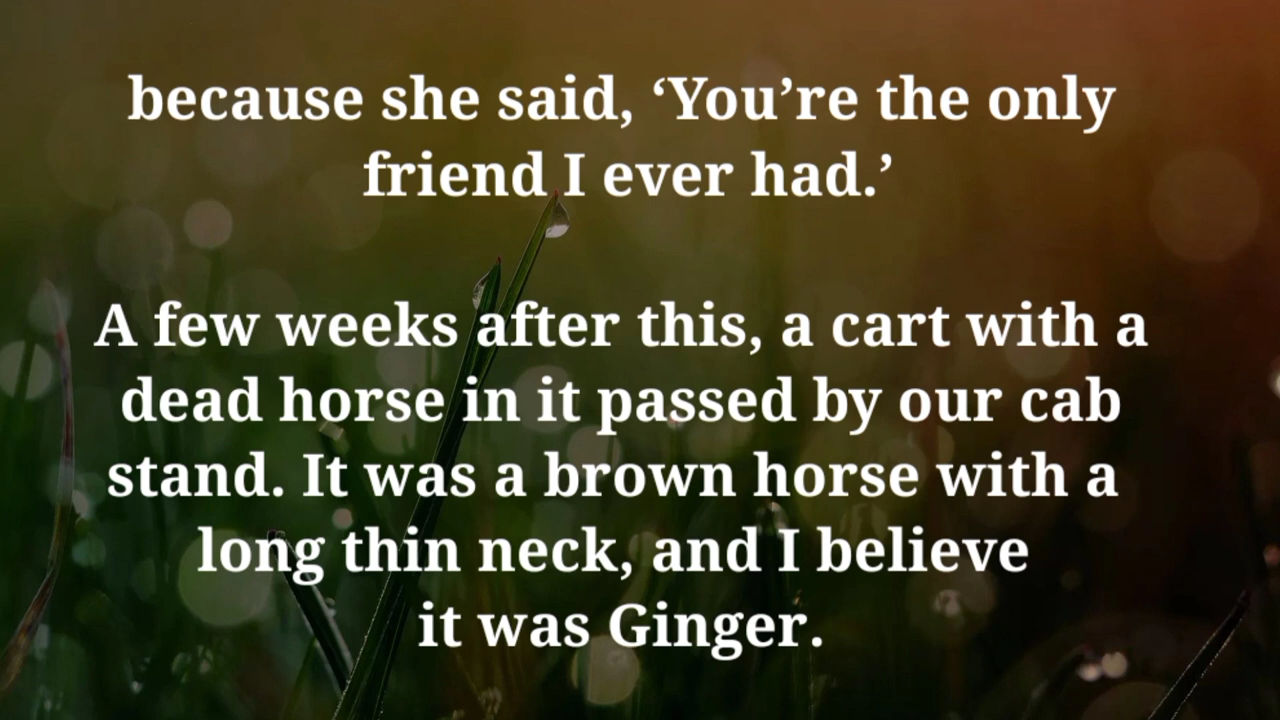 because she said, ‘You’re the only
friend I ever had.’
A few weeks after this, a cart with a
dead horse in it passed by our cab
stand. It was a brown horse with a
long thin neck, and I believe
it was Ginger.